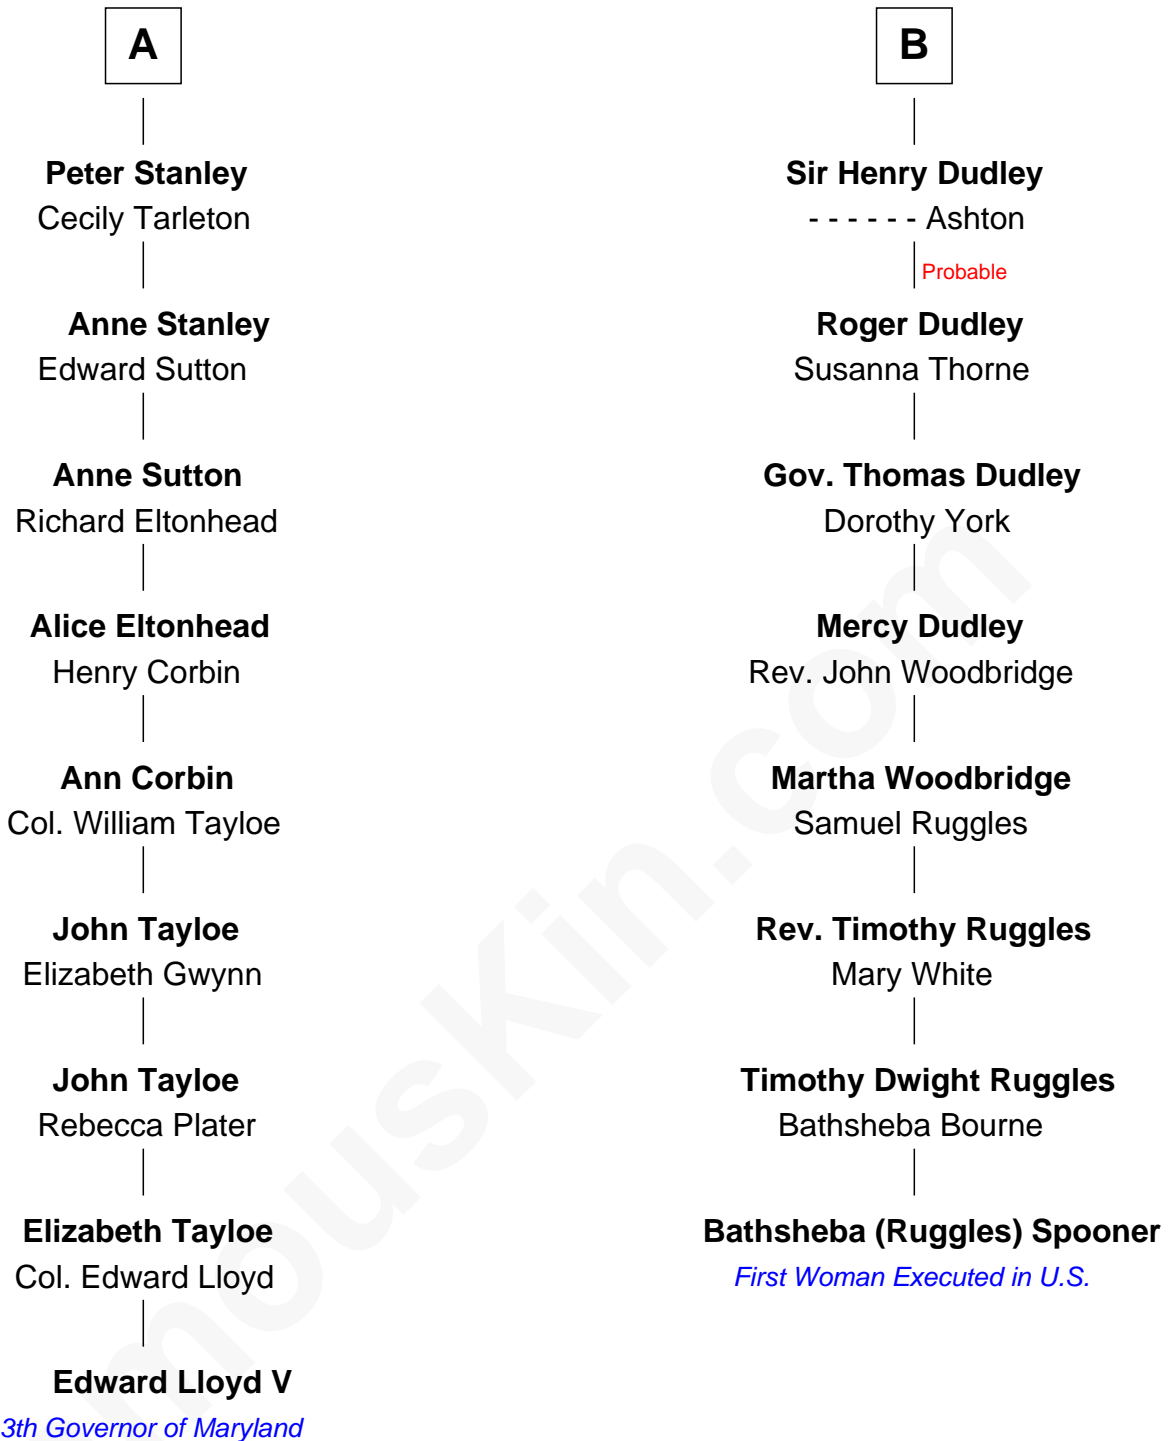 A
Peter Stanley
Cecily Tarleton
Anne Stanley
Edward Sutton
Anne Sutton
Richard Eltonhead
Alice Eltonhead
Henry Corbin
Ann Corbin
Col. William Tayloe
John Tayloe
Elizabeth Gwynn
John Tayloe
Rebecca Plater
Elizabeth Tayloe
Col. Edward Lloyd
Edward Lloyd V
3th Governor of Maryland
B
Sir Henry Dudley
- - - - - - Ashton
Probable
Roger Dudley
Susanna Thorne
Gov. Thomas Dudley
Dorothy York
Mercy Dudley
Rev. John Woodbridge
Martha Woodbridge
Samuel Ruggles
Rev. Timothy Ruggles
Mary White
Timothy Dwight Ruggles
Bathsheba Bourne
Bathsheba (Ruggles) Spooner
First Woman Executed in U.S.
mousKin.com